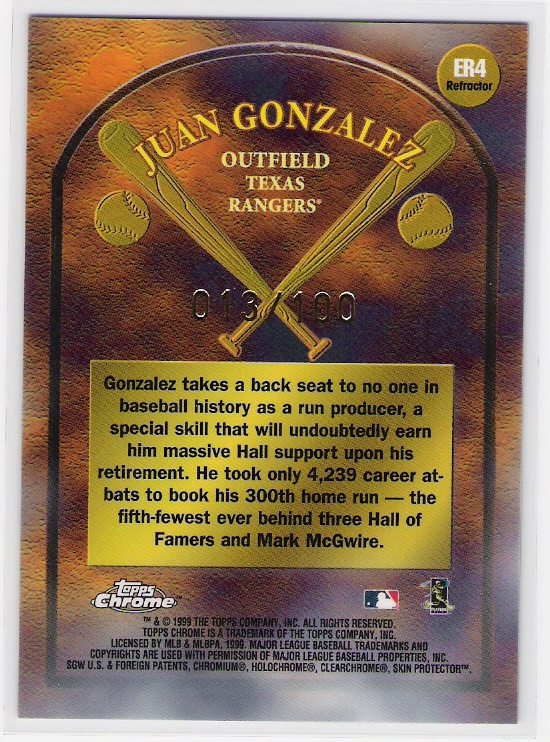 ER4
Refractor
JUAN GONZALEZ
OUTFIELD
TEXAS
RANGERS®
013/100
Gonzalez takes a back seat to no one in
baseball history as a run producer, a
special skill that will undoubtedly earn
him massive Hall support upon his
retirement. He took only 4,239 career at-
bats to book his 300th home run — the
fifth-fewest ever behind three Hall of
Famers and Mark McGwire.
Topps
Chrome
™ & © 1999 THE TOPPS COMPANY, INC. ALL RIGHTS RESERVED.
TOPPS CHROME IS A TRADEMARK OF THE TOPPS COMPANY, INC.
LICENSED BY MLB & MLBPA, 1999. MAJOR LEAGUE BASEBALL TRADEMARKS AND
COPYRIGHTS ARE USED WITH PERMISSION OF MAJOR LEAGUE BASEBALL PROPERTIES, INC.
SGW U.S. & FOREIGN PATENTS, CHROMIUM®, HOLOCHROME®, CLEARCHROME®, SKIN PROTECTOR™.